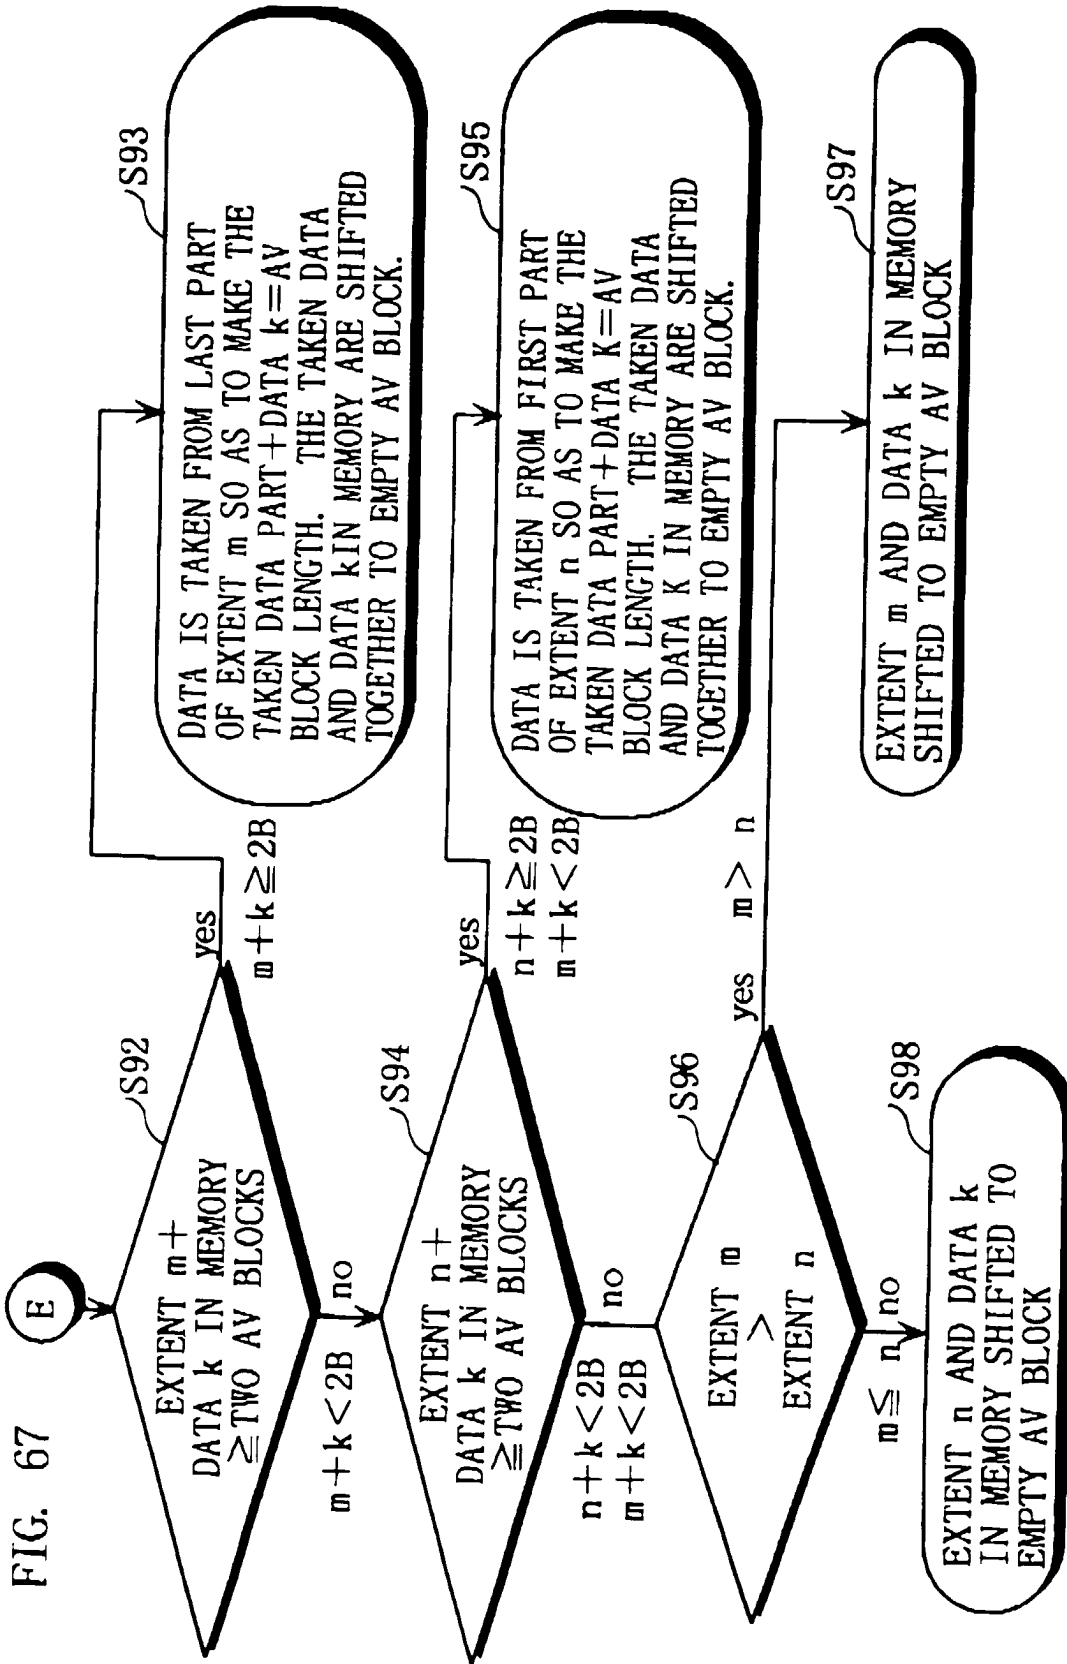 FIG. 67
E
S92
EXTENT m+
DATA k IN MEMORY
≧TWO AV BLOCKS
yes
m+k≧2B
S93
DATA IS TAKEN FROM LAST PART
OF EXTENT m SO AS TO MAKE THE
TAKEN DATA PART+DATA k=AV
BLOCK LENGTH. THE TAKEN DATA
AND DATA kIN MEMORY ARE SHIFTED
TOGETHER TO EMPTY AV BLOCK.
no
m+k<2B
S94
EXTENT n+
DATA k IN MEMORY
≧TWO AV BLOCKS
yes
n+k≧2B
m+k<2B
S95
DATA IS TAKEN FROM FIRST PART
OF EXTENT n SO AS TO MAKE THE
TAKEN DATA PART+DATA K=AV
BLOCK LENGTH. THE TAKEN DATA
AND DATA K IN MEMORY ARE SHIFTED
TOGETHER TO EMPTY AV BLOCK.
no
n+k<2B
m+k<2B
S96
EXTENT m
>
EXTENT n
yes
m> n
S97
EXTENT m AND DATA k IN MEMORY
SHIFTED TO EMPTY AV BLOCK
m≦ n no
S98
EXTENT n AND DATA k
IN MEMORY SHIFTED TO
EMPTY AV BLOCK